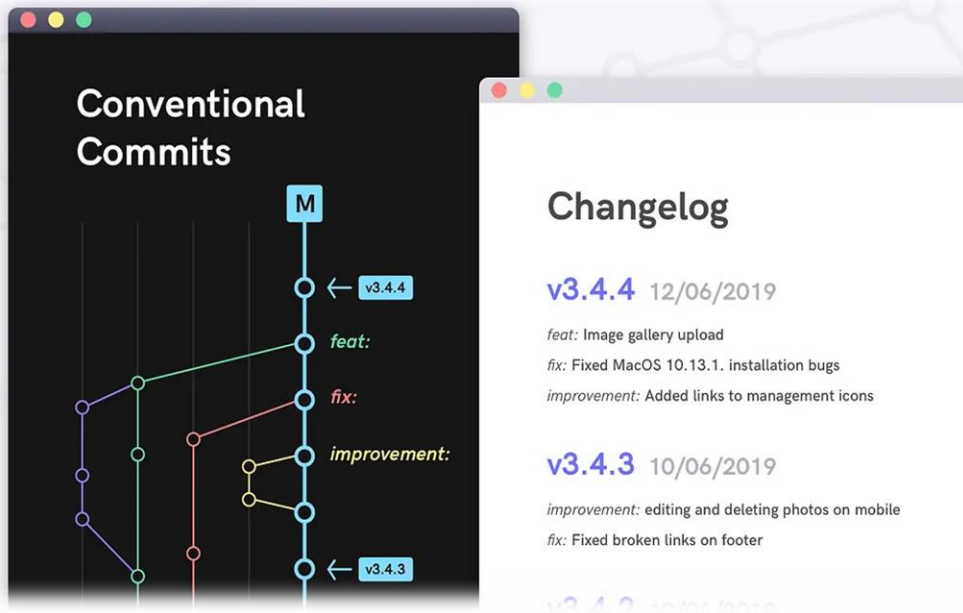 Conventional
Commits
M
v3.4.4
feat:
fix:
improvement:
v3.4.3
Changelog
v3.4.4 12/06/2019
feat: Image gallery upload
fix: Fixed MacOS 10.13.1. installation bugs
improvement: Added links to management icons
v3.4.3 10/06/2019
improvement: editing and deleting photos on mobile
fix: Fixed broken links on footer